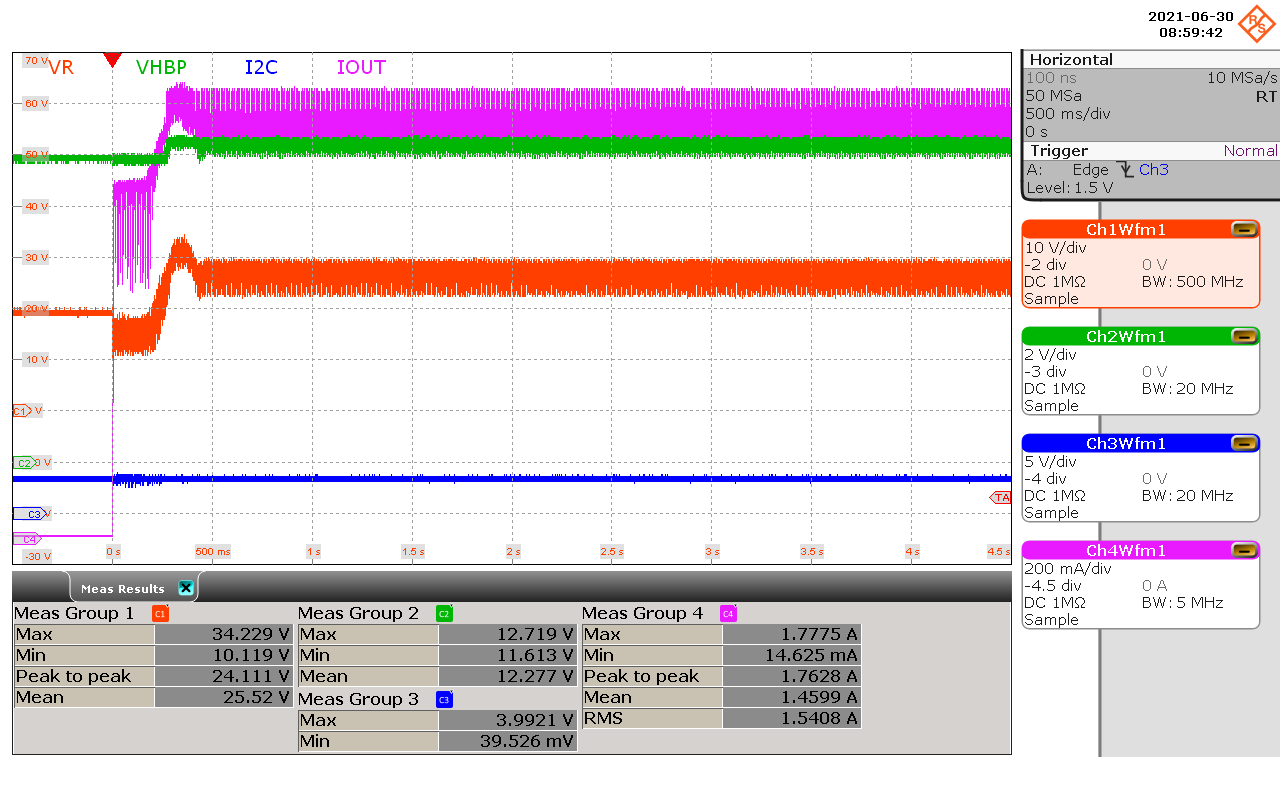 2021-06-30
08:59:42
R S
VR VHBP I2C IOUT
70 V
60 V
50 V
40 V
30 V
20 V
10 V
C1 V
C2 0 V
C3 V
C4
-30 V
TA
0 s 500 ms 1 s 1.5 s 2 s 2.5 s 3 s 3.5 s 4 s 4.5 s
Horizontal
100 ns 10 MSa/s
50 MSa RT
500 ms/div
0 s
Trigger Normal
A: Edge Ch3
Level: 1.5 V
Ch1Wfm1
10 V/div
-2 div 0 V
DC 1MΩ BW: 500 MHz
Sample
Ch2Wfm1
2 V/div
-3 div 0 V
DC 1MΩ BW: 20 MHz
Sample
Ch3Wfm1
5 V/div
-4 div 0 V
DC 1MΩ BW: 20 MHz
Sample
Ch4Wfm1
200 mA/div
-4.5 div 0 A
DC 1MΩ BW: 5 MHz
Sample
Meas Results
Meas Group 1 C1
Max 34.229 V
Min 10.119 V
Peak to peak 24.111 V
Mean 25.52 V
Meas Group 2 C2
Max 12.719 V
Min 11.613 V
Mean 12.277 V
Meas Group 3 C3
Max 3.9921 V
Min 39.526 mV
Meas Group 4 C4
Max 1.7775 A
Min 14.625 mA
Peak to peak 1.7628 A
Mean 1.4599 A
RMS 1.5408 A